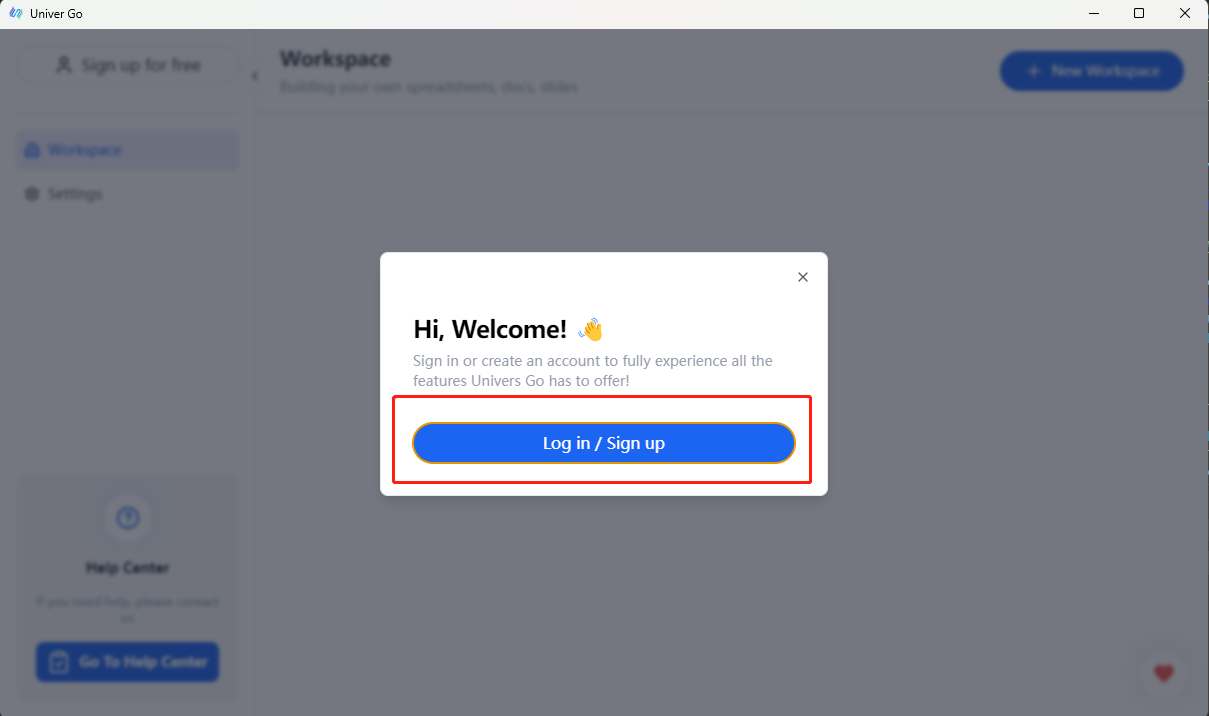 Univer Go
Sign up for free
Workspace
Building your own spreadsheets, docs, slides
New Workspace
Workspace
Settings
Hi, Welcome! 👋
Sign in or create an account to fully experience all the
features Univers Go has to offer!
Log in / Sign up
Help Center
If you need help, please contact
us
Go To Help Center